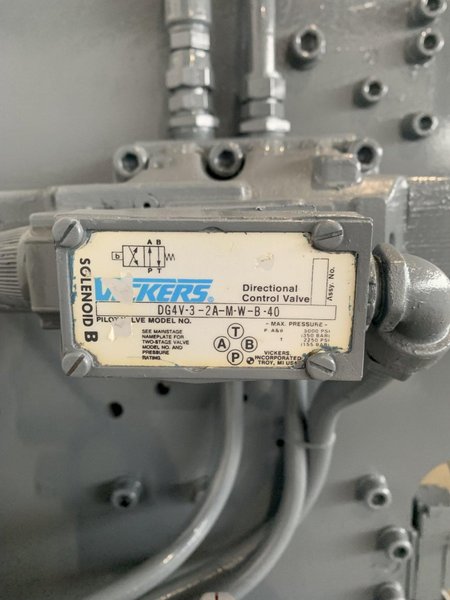 SOLENOID B
b
A B
P T
VICKERS
Directional
Control Valve
Assy. No.
DG4V-3-2A-M-W-B-40
PILOT VALVE MODEL NO.
SEE MAINSTAGE
NAMEPLATE FOR
TWO-STAGE VALVE
MODEL NO. AND
PRESSURE
RATING.
T
A B
P
- MAX. PRESSURE -
P A&B 3000 PSI
(350 BAR)
T 2250 PSI
(155 BAR)
VICKERS,
INCORPORATED
TROY, MI USA